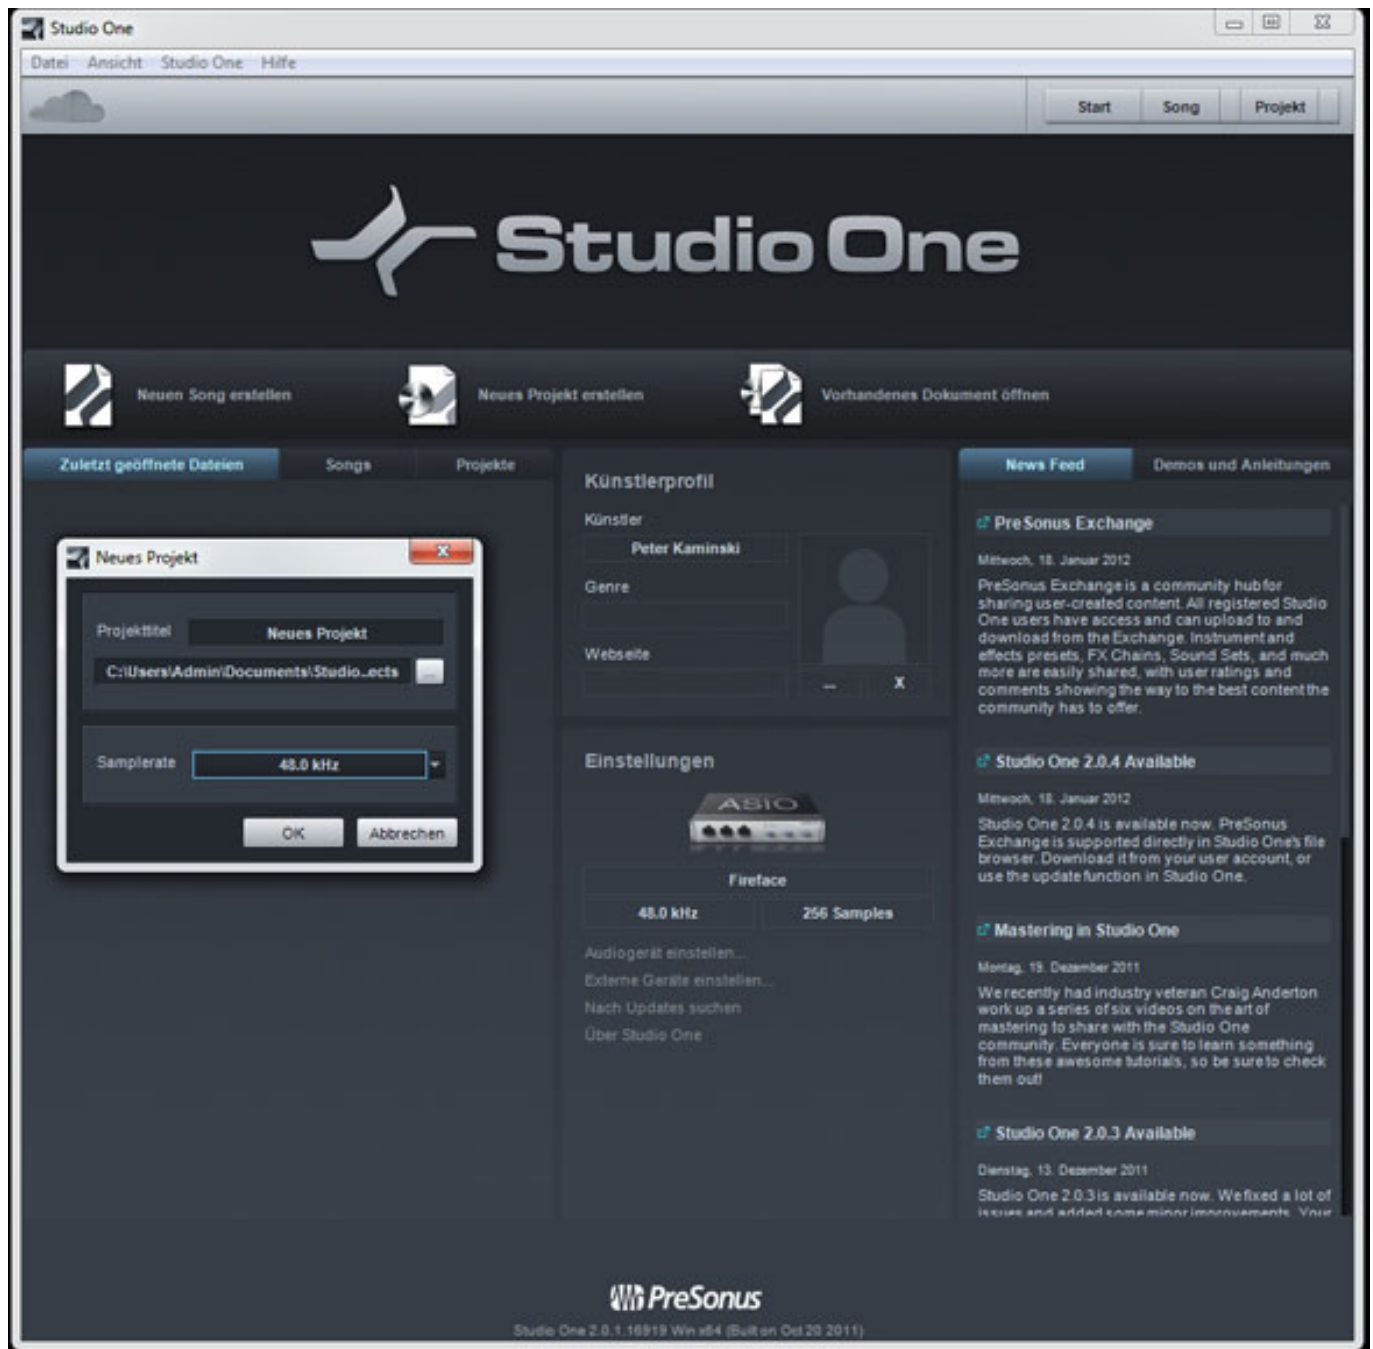 Studio One
Datei Ansicht Studio One Hilfe
Start Song Projekt
Studio One
Neuen Song erstellen
Neues Projekt erstellen
Vorhandenes Dokument öffnen
Zuletzt geöffnete Dateien Songs Projekte
Neues Projekt
Projekttitel Neues Projekt
C:\Users\Admin\Documents\Studio..ects ...
Samplerate 48.0 kHz
OK Abbrechen
Künstlerprofil
Künstler
Peter Kaminski
Genre
Webseite
... X
Einstellungen
ASIO
Fireface
48.0 kHz 256 Samples
Audiogerät einstellen...
Externe Geräte einstellen...
Nach Updates suchen
Über Studio One
News Feed Demos und Anleitungen
PreSonus Exchange
Mittwoch, 18. Januar 2012
PreSonus Exchange is a community hub for
sharing user-created content. All registered Studio
One users have access and can upload to and
download from the Exchange. Instrument and
effects presets, FX Chains, Sound Sets, and much
more are easily shared, with user ratings and
comments showing the way to the best content the
community has to offer.
Studio One 2.0.4 Available
Mittwoch, 18. Januar 2012
Studio One 2.0.4 is available now. PreSonus
Exchange is supported directly in Studio One's file
browser. Download it from your user account, or
use the update function in Studio One.
Mastering in Studio One
Montag, 19. Dezember 2011
We recently had industry veteran Craig Anderton
work up a series of six videos on the art of
mastering to share with the Studio One
community. Everyone is sure to learn something
from these awesome tutorials, so be sure to check
them out!
Studio One 2.0.3 Available
Dienstag, 13. Dezember 2011
Studio One 2.0.3 is available now. We fixed a lot of
issues and added some minor improvements. Your
PreSonus
Studio One 2.0.1.16919 Win x64 (Built on Oct 20 2011)